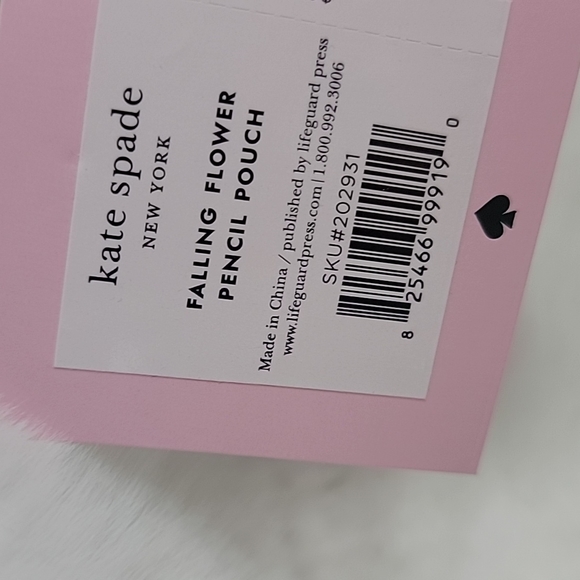 kate spade
NEW YORK
FALLING FLOWER
PENCIL POUCH
Made in China / published by lifeguard press
www.lifeguardpress.com | 1.800.992.3006
SKU#202931
8 25466 99919 0